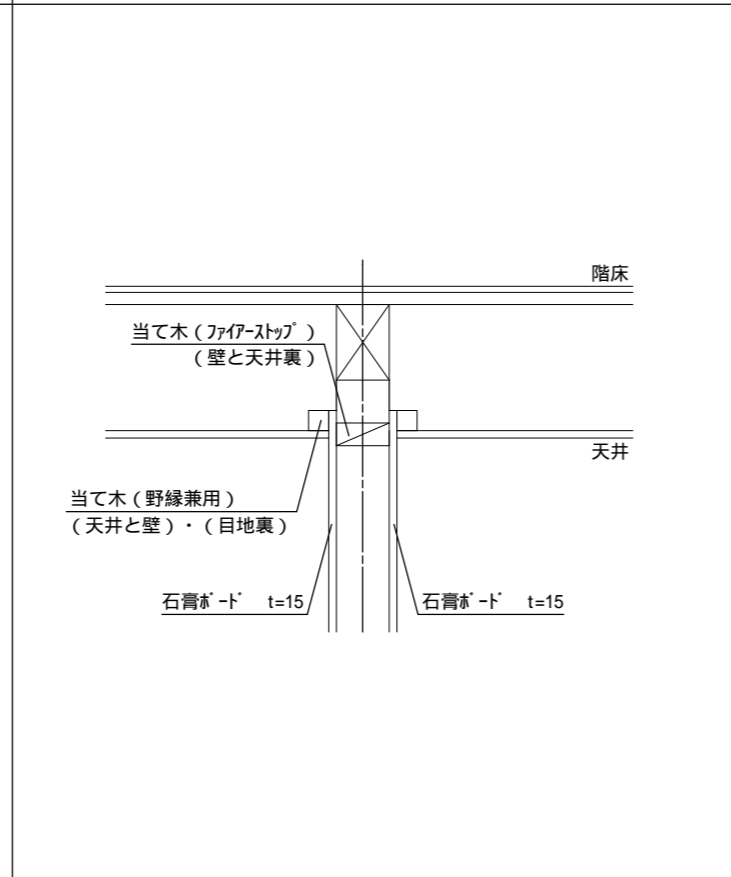 階床
当て木（ﾌｧｲｱｰｽﾄｯﾌﾟ）
（壁と天井裏）
天井
当て木（野縁兼用）
（天井と壁）・（目地裏）
石膏ﾎﾞｰﾄﾞ t=15
石膏ﾎﾞｰﾄﾞ t=15